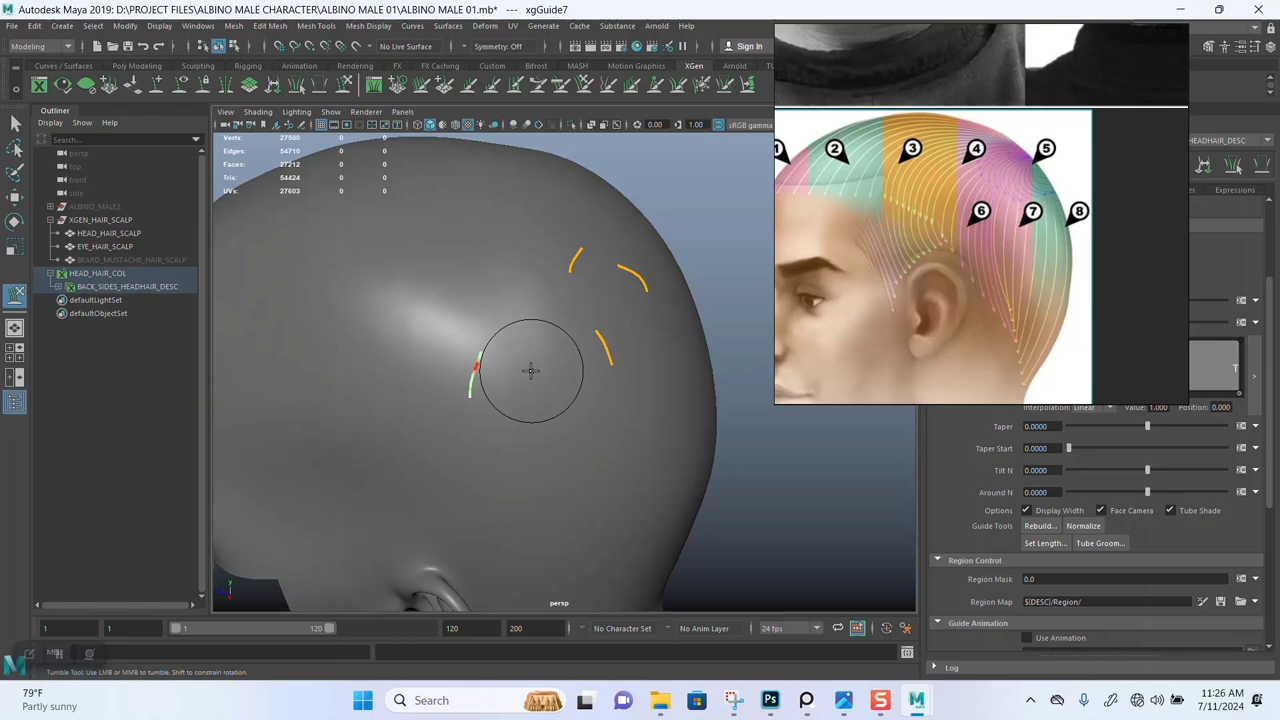 Autodesk Maya 2019: D:\PROJECT FILES\ALBINO MALE CHARACTER\ALBINO MALE 01\ALBINO MALE 01.mb* --- xgGuide7
File Edit Create Select Modify Display Windows Mesh Edit Mesh Mesh Tools Mesh Display Curves Surfaces Deform UV Generate
Modeling No Live Surface Symmetry: Off Sign In
Curves / Surfaces Poly Modeling Sculpting Rigging Animation Rendering FX FX Caching Custom Arnold Bifrost MASH Motion Graphics XGen Arnold
Outliner
Display Show Help
Search...
persp
top
front
side
ALBINO_MALE2
XGEN_HAIR_SCALP
HEAD_HAIR_SCALP
EYE_HAIR_SCALP
BEARD_MUSTACHE_HAIR_SCALP
HEAD_HAIR_COL
BACK_SIDES_HEADHAIR_DESC
defaultLightSet
defaultObjectSet
View Shading Lighting Show Renderer Panels
0.00 1.00 sRGB gamma
Verts: 27500 0 0
Edges: 54710 0 0
Faces: 27212 0 0
Tris: 54424 0 0
UVs: 27603 0 0
persp
1 2 3 4 5
6 7 8
HEADHAIR_DESC
Expressions
T
Interpolation: Linear Value: 1.000 Position: 0.000
Taper 0.0000
Taper Start 0.0000
Tilt N 0.0000
Around N 0.0000
Options Display Width Face Camera Tube Shade
Guide Tools Rebuild... Normalize
Set Length... Tube Groom...
Region Control
Region Mask 0.0
Region Map ${DESC}/Region/
Guide Animation
Use Animation
Log
1 1 1 120 120 200 No Character Set No Anim Layer 24 fps
Tumble Tool: Use LMB or MMB to tumble. Shift to constrain rotation.
79°F
Partly sunny
Search
11:26 AM
7/11/2024